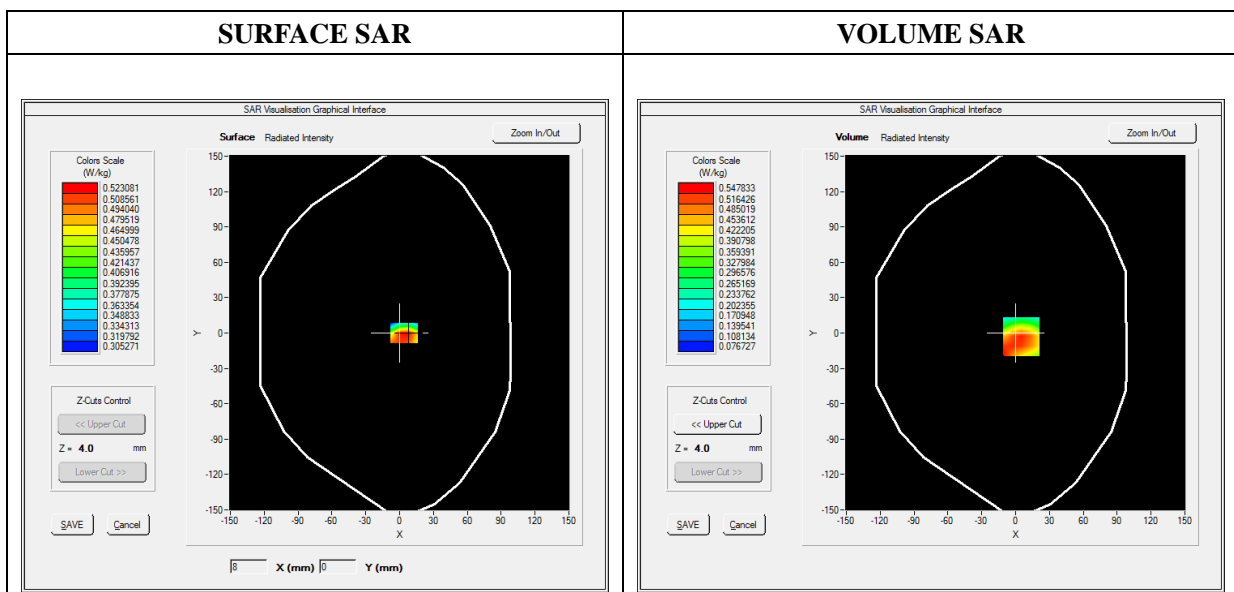 SURFACE SAR
VOLUME SAR
SAR Visualisation Graphical Interface
Surface Radiated Intensity
Zoom In/Out
Colors Scale
(W/kg)
0.523081
0.508561
0.494040
0.479519
0.464999
0.450478
0.435957
0.421437
0.406916
0.392395
0.377875
0.363354
0.348833
0.334313
0.319792
0.305271
Z-Cuts Control
<< Upper Cut
Z = 4.0 mm
Lower Cut >>
SAVE Cancel
150
120
90
60
30
0
-30
-60
-90
-120
-150
Y
-150 -120 -90 -60 -30 0 30 60 90 120 150
X
8 X (mm) 0 Y (mm)
SAR Visualisation Graphical Interface
Volume Radiated Intensity
Zoom In/Out
Colors Scale
(W/kg)
0.547833
0.516426
0.485019
0.453612
0.422205
0.390798
0.359391
0.327984
0.296576
0.265169
0.233762
0.202355
0.170948
0.139541
0.108134
0.076727
Z-Cuts Control
<< Upper Cut
Z = 4.0 mm
Lower Cut >>
SAVE Cancel
150
120
90
60
30
0
-30
-60
-90
-120
-150
Y
-150 -120 -90 -60 -30 0 30 60 90 120 150
X